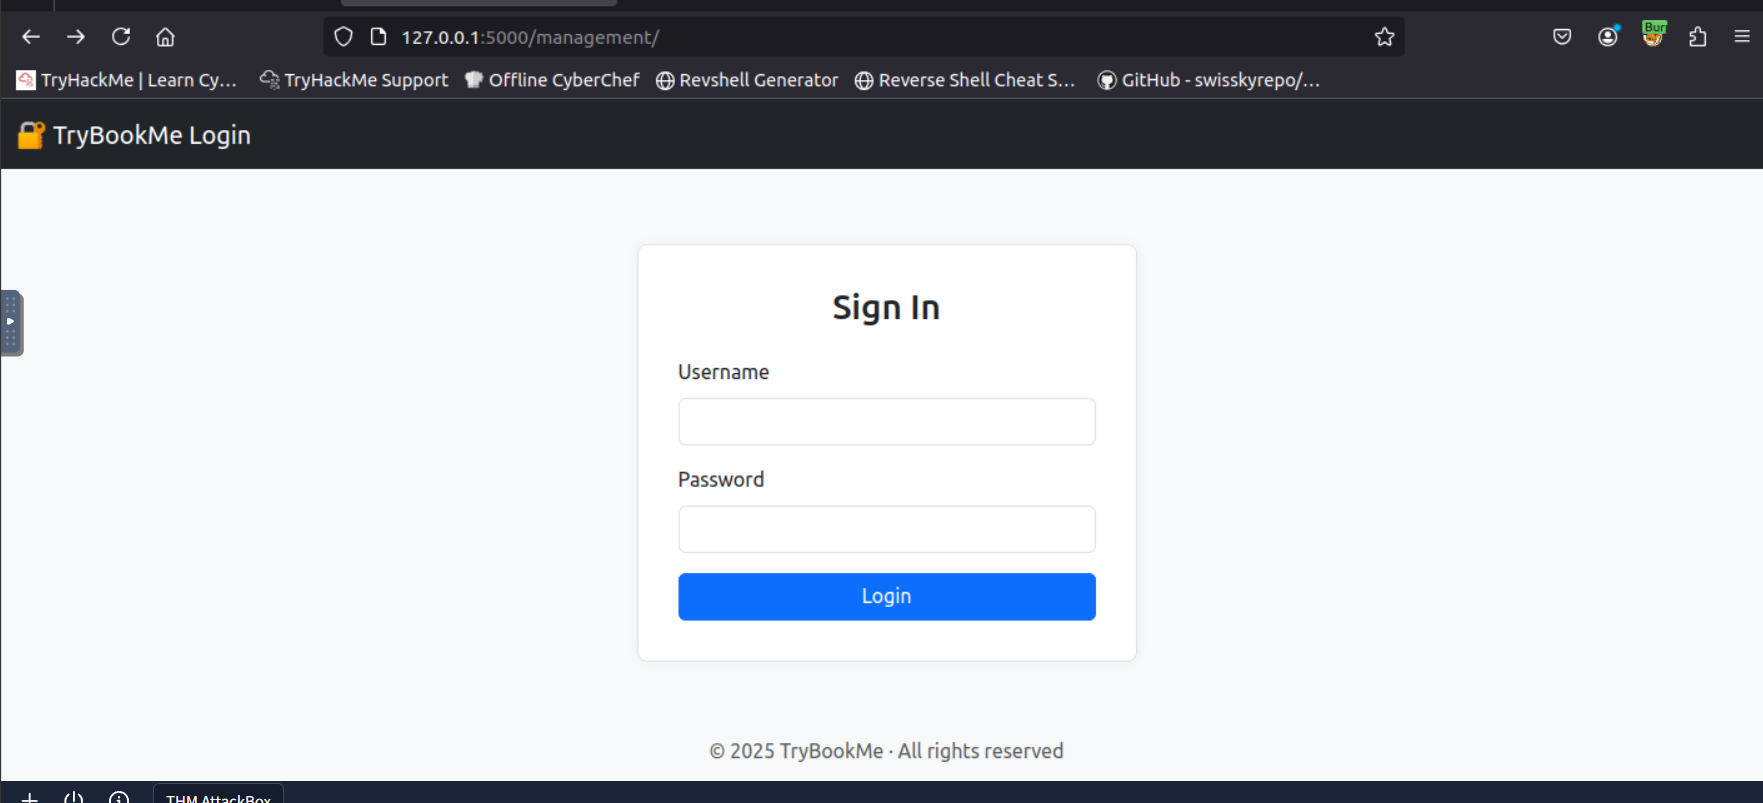 127.0.0.1:5000/management/
Burr
TryHackMe | Learn Cy… TryHackMe Support Offline CyberChef Revshell Generator Reverse Shell Cheat S… GitHub - swisskyrepo/…
TryBookMe Login
Sign In
Username
Password
Login
© 2025 TryBookMe · All rights reserved
THM AttackBox